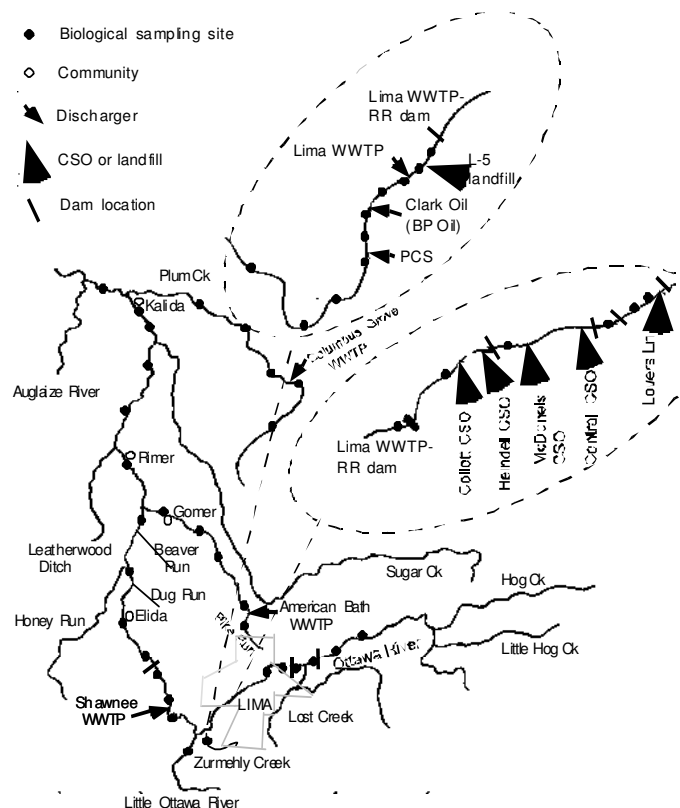 Biological sampling site
Community
Discharger
CSO or landfill
Dam location
Lima WWTP-
RR dam
Lima WWTP
L-5
landfill
Clark Oil
(BP Oil)
PCS
Plum Ck
Kalida
Columbus Grove
WWTP
Auglaize River
Lima WWTP-
RR dam
Collett CSO
CSO
McDonels
CSO
Central CSO
Rimer
Gomer
Leatherwood
Ditch
Beaver
Run
Sugar Ck
Dug Run
American Bath
WWTP
Hog Ck
Honey Run
Elida
Pike Run
Ottawa River
Little Hog Ck
Shawnee
WWTP
LIMA
Lost Creek
Zurmehly Creek
Little Ottawa River